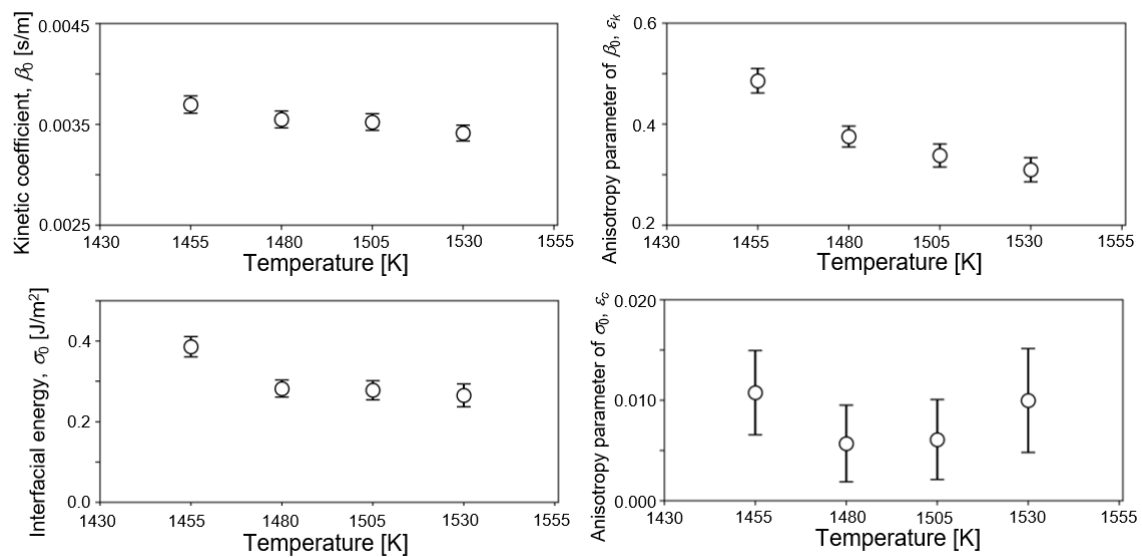 Kinetic coefficient, β₀ [s/m]
0.0045
0.0035
0.0025
1430 1455 1480 1505 1530 1555
Temperature [K]
Anisotropy parameter of β₀, εₖ
0.6
0.4
0.2
1430 1455 1480 1505 1530 1555
Temperature [K]
Interfacial energy, σ₀ [J/m²]
0.4
0.2
0.0
1430 1455 1480 1505 1530 1555
Temperature [K]
Anisotropy parameter of σ₀, ε_c
0.020
0.010
0.000
1430 1455 1480 1505 1530 1555
Temperature [K]